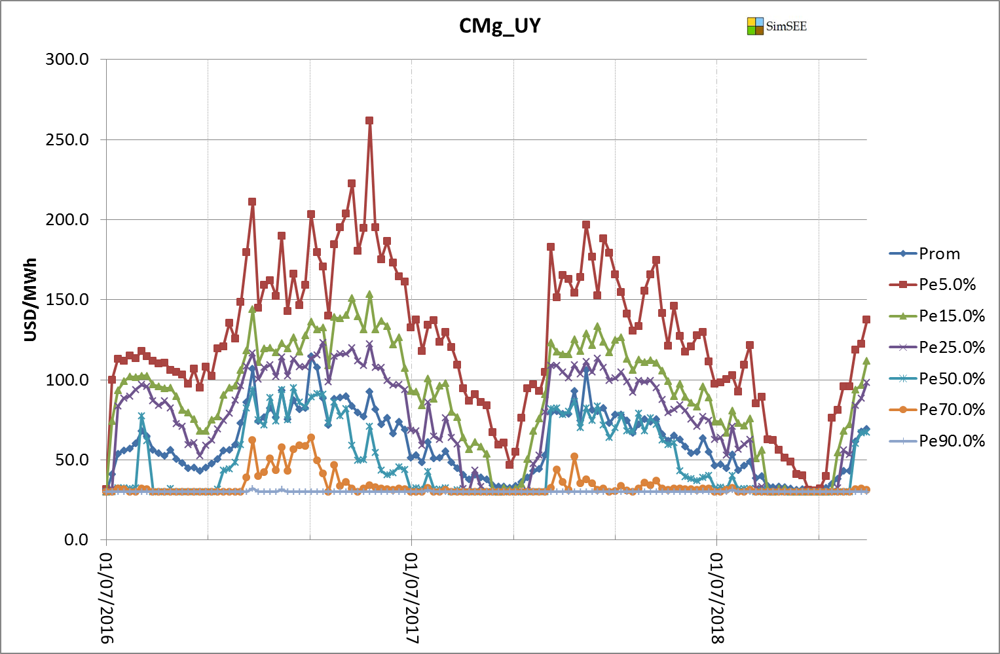 CMg_UY
SimSEE
300.0
250.0
200.0
150.0
100.0
50.0
0.0
USD/MWh
01/07/2016
01/07/2017
01/07/2018
Prom
Pe5.0%
Pe15.0%
Pe25.0%
Pe50.0%
Pe70.0%
Pe90.0%